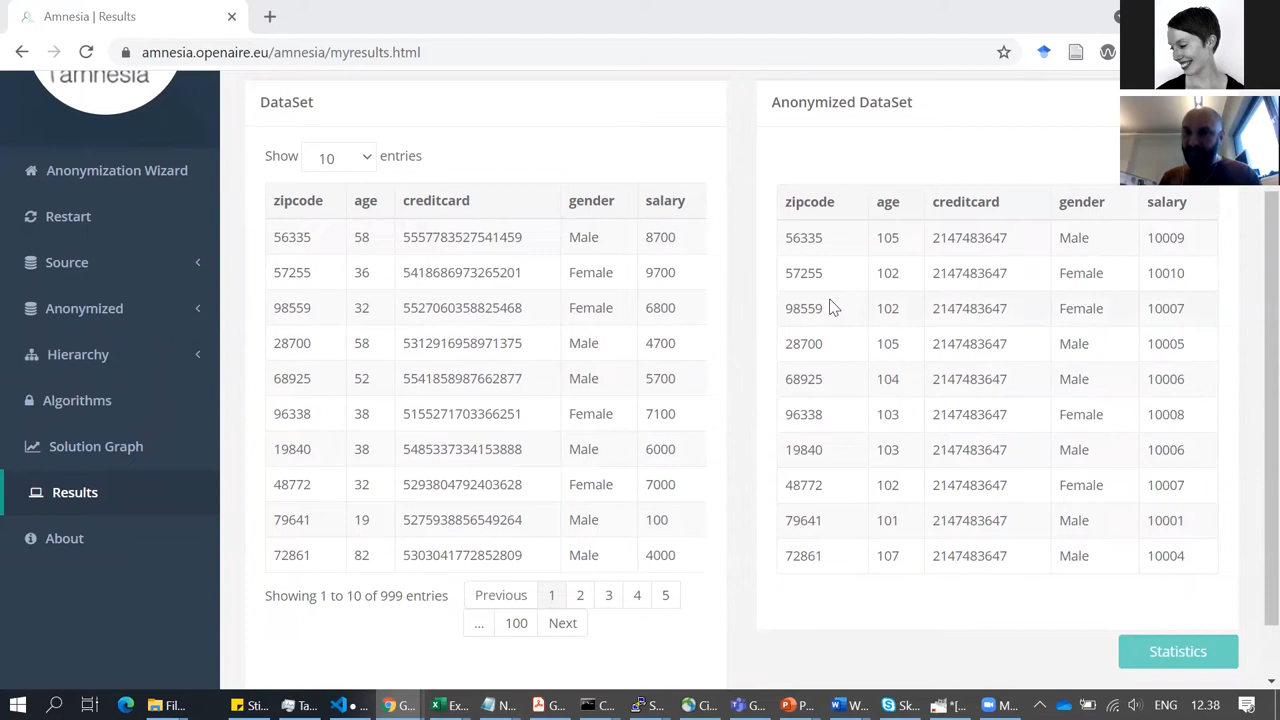 Amnesia | Results
amnesia.openaire.eu/amnesia/myresults.html
amnesia
Anonymization Wizard
Restart
Source
Anonymized
Hierarchy
Algorithms
Solution Graph
Results
About
DataSet
Show 10 entries
zipcode age creditcard gender salary
56335 58 5557783527541459 Male 8700
57255 36 5418686973265201 Female 9700
98559 32 5527060358825468 Female 6800
28700 58 5312916958971375 Male 4700
68925 52 5541858987662877 Male 5700
96338 38 5155271703366251 Female 7100
19840 38 5485337334153888 Male 6000
48772 32 5293804792403628 Female 7000
79641 19 5275938856549264 Male 100
72861 82 5303041772852809 Male 4000
Showing 1 to 10 of 999 entries
Previous 1 2 3 4 5
... 100 Next
Anonymized DataSet
zipcode age creditcard gender salary
56335 105 2147483647 Male 10009
57255 102 2147483647 Female 10010
98559 102 2147483647 Female 10007
28700 105 2147483647 Male 10005
68925 104 2147483647 Male 10006
96338 103 2147483647 Female 10008
19840 103 2147483647 Male 10006
48772 102 2147483647 Female 10007
79641 101 2147483647 Male 10001
72861 107 2147483647 Male 10004
Statistics
Fil... Sti... Ta... G... Ex... N... G... C... S... Ci... G... P... W... Sk... *[... M... 12.38